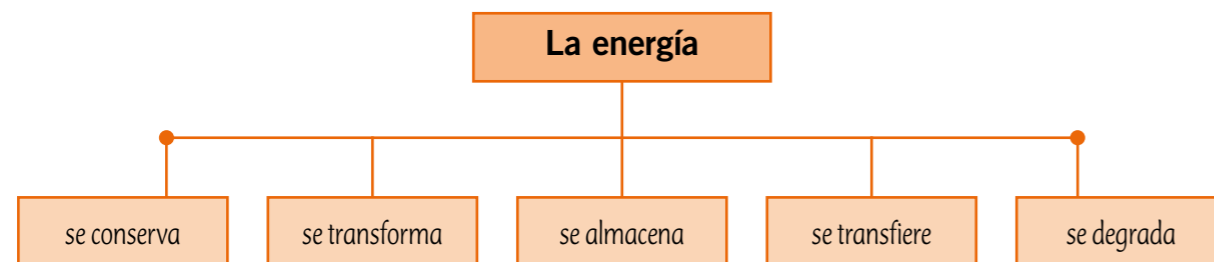 La energía
se conserva
se transforma
se almacena
se transfiere
se degrada